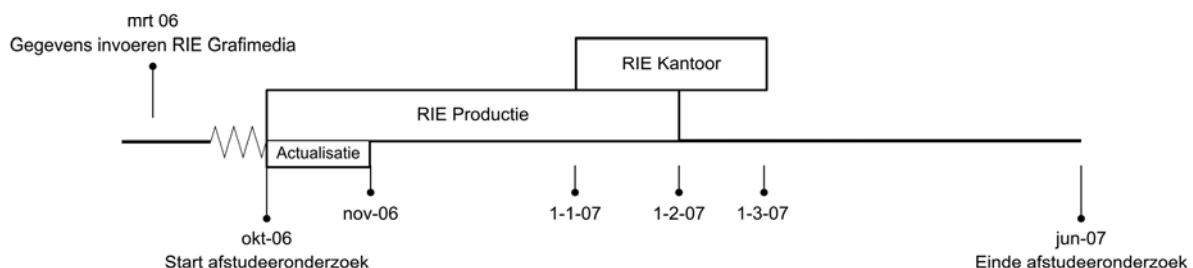 mrt 06
Gegevens invoeren RIE Grafimedia
RIE Kantoor
RIE Productie
Actualisatie
nov-06
1-1-07
1-2-07
1-3-07
okt-06
Start afstudeeronderzoek
jun-07
Einde afstudeeronderzoek